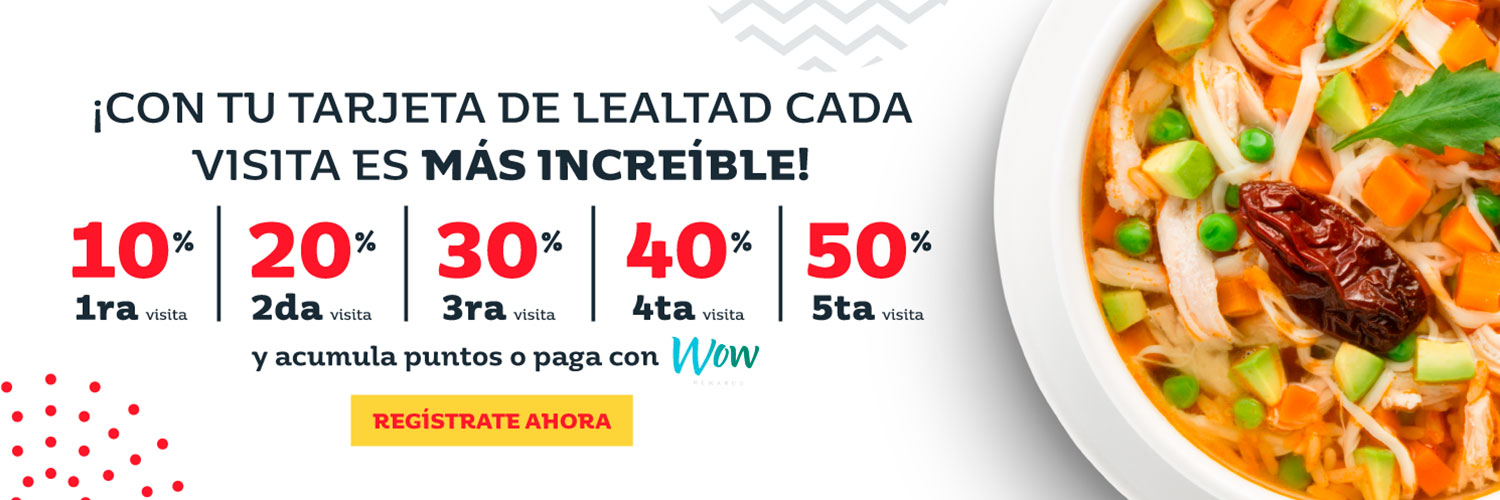 ¡CON TU TARJETA DE LEALTAD CADA
VISITA ES MÁS INCREÍBLE!
10% 20% 30% 40% 50%
1ra visita 2da visita 3ra visita 4ta visita 5ta visita
y acumula puntos o paga con Wow
REWARDS
REGÍSTRATE AHORA